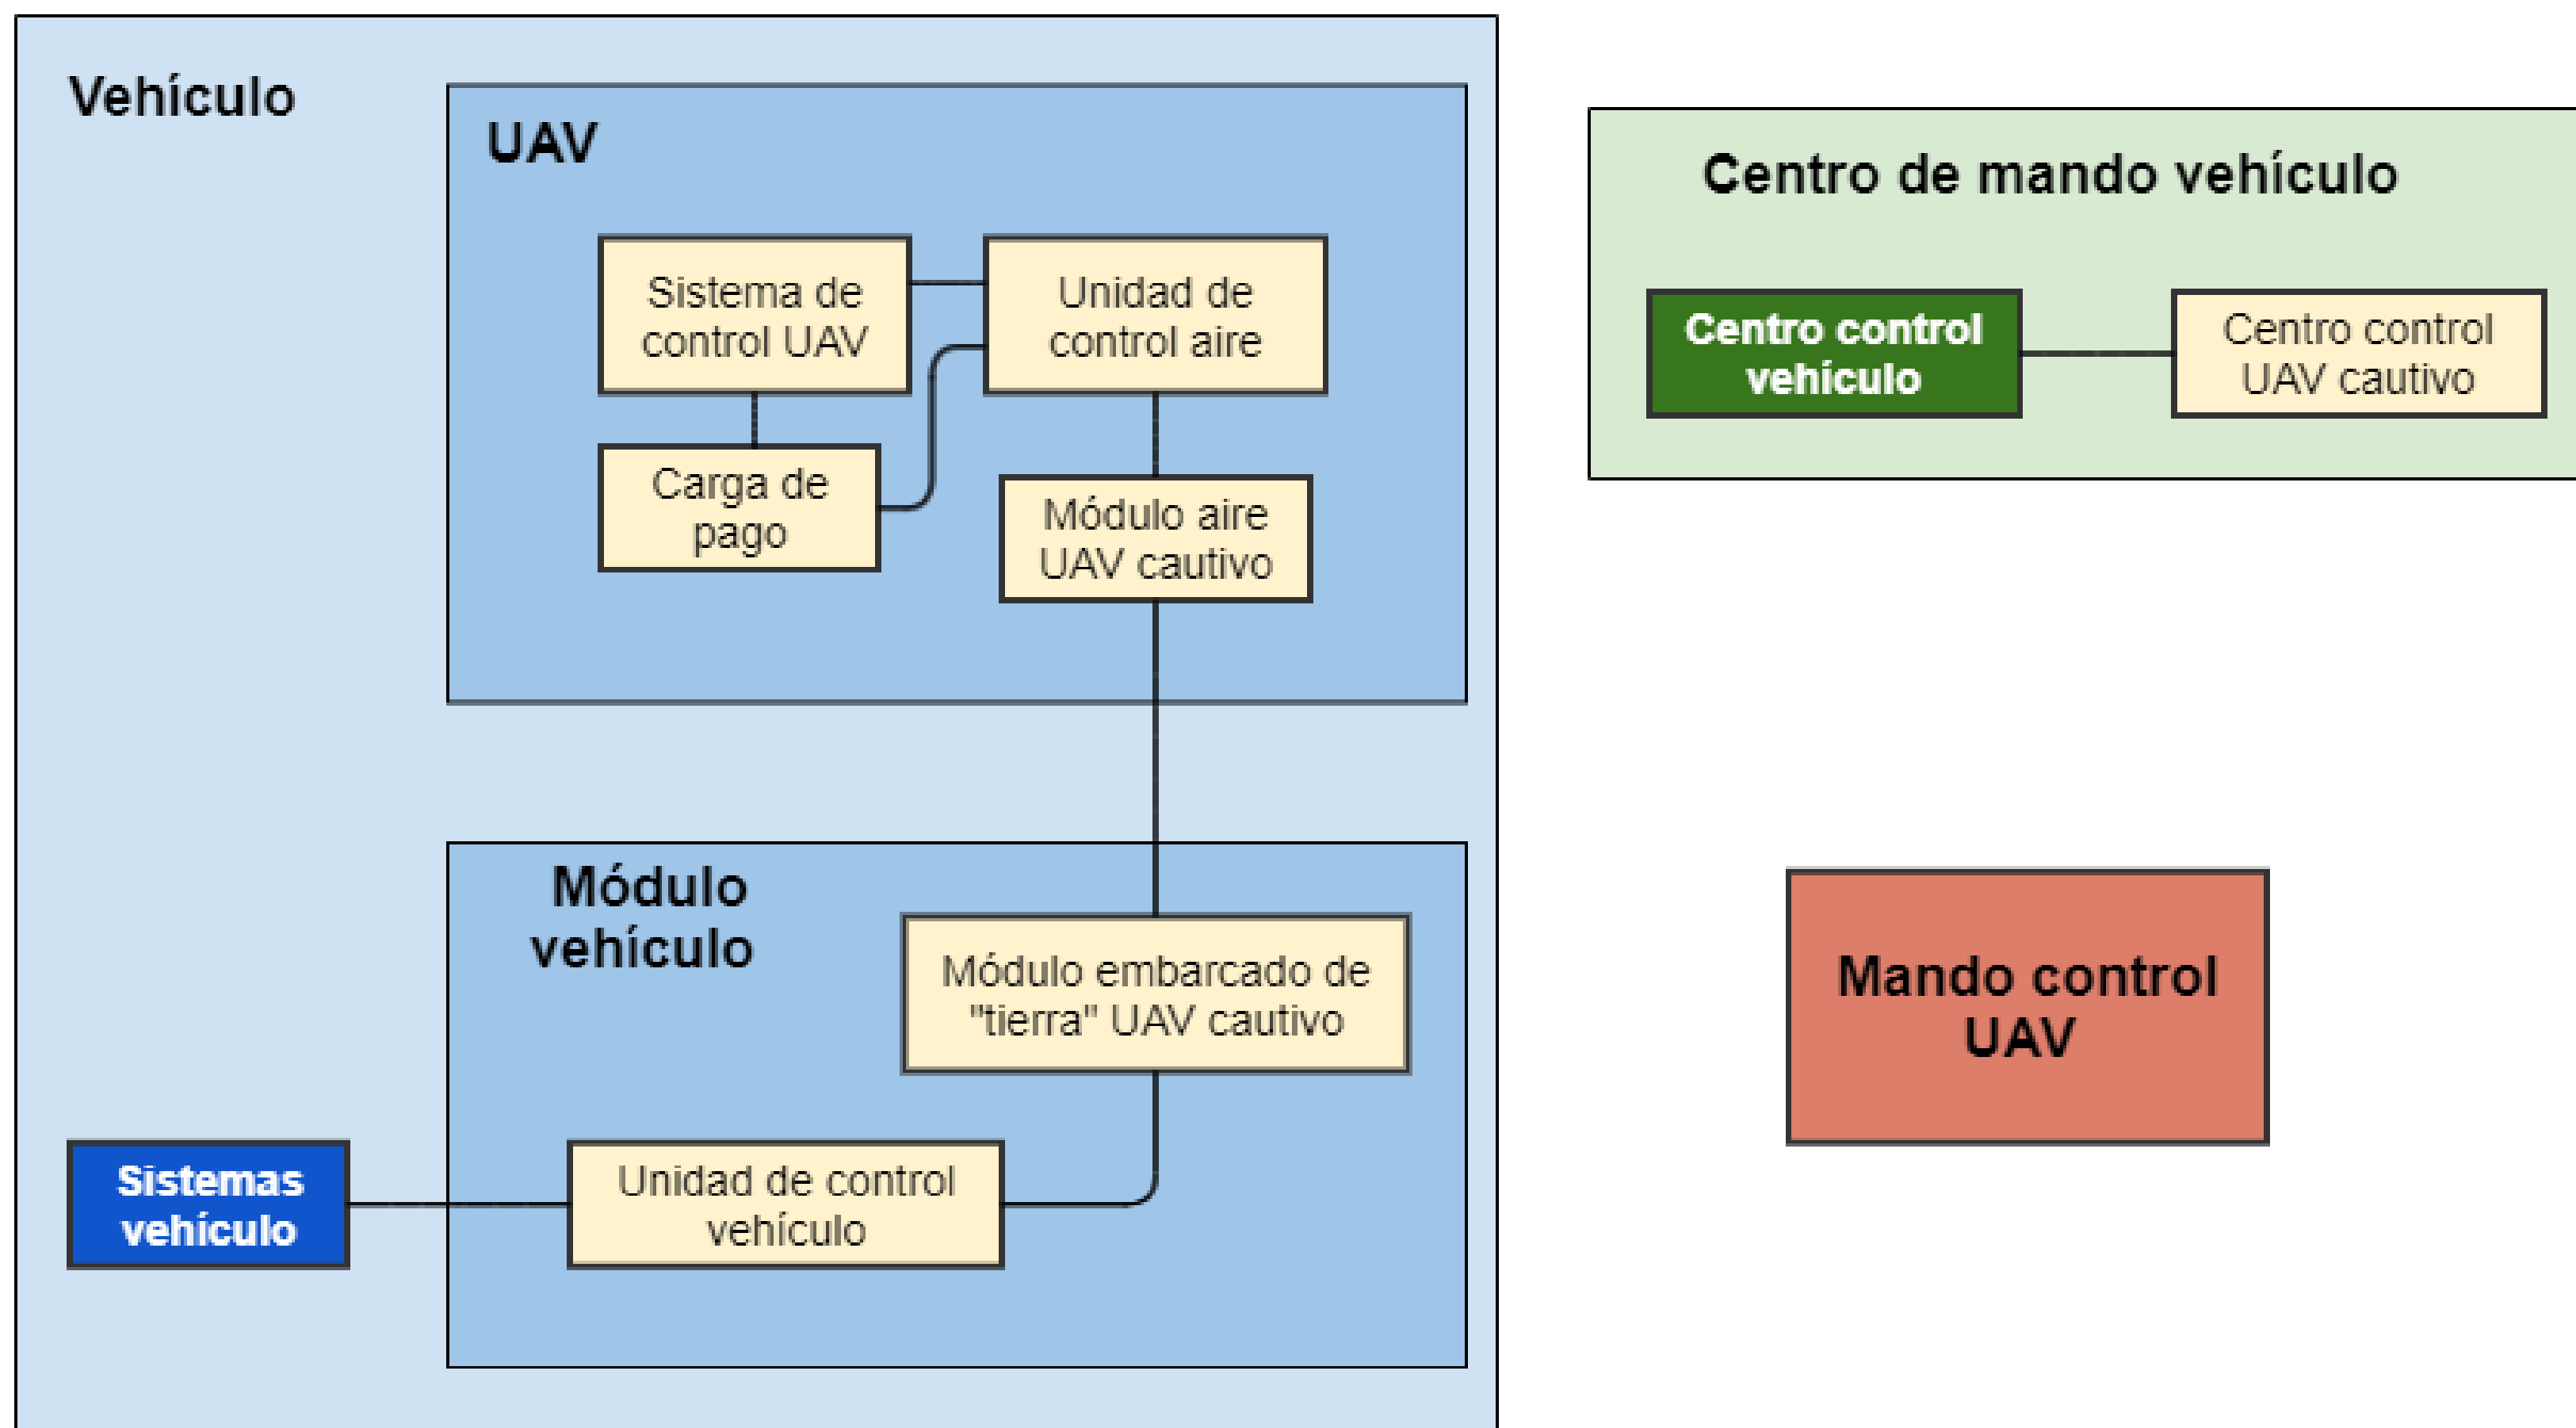 Vehículo
UAV
Sistema de
control UAV
Unidad de
control aire
Carga de
pago
Módulo aire
UAV cautivo
Módulo
vehículo
Módulo embarcado de
"tierra" UAV cautivo
Sistemas
vehículo
Unidad de control
vehículo
Centro de mando vehículo
Centro control
vehículo
Centro control
UAV cautivo
Mando control
UAV